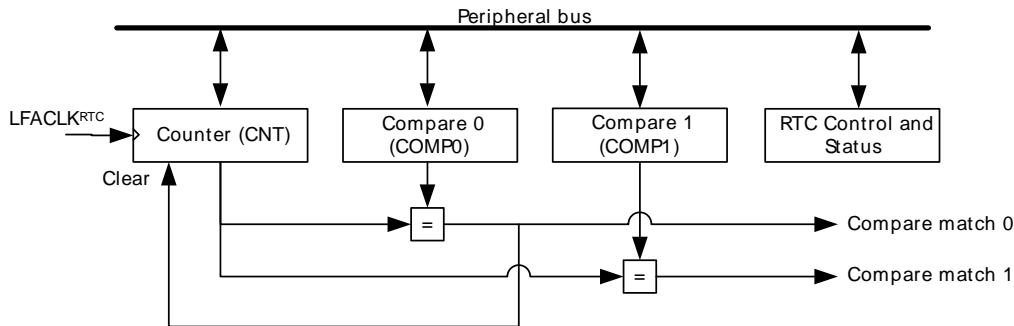 Peripheral bus
LFACLKRTC
Counter (CNT)
Compare 0
(COMP0)
Compare 1
(COMP1)
RTC Control and
Status
Clear
=
Compare match 0
=
Compare match 1